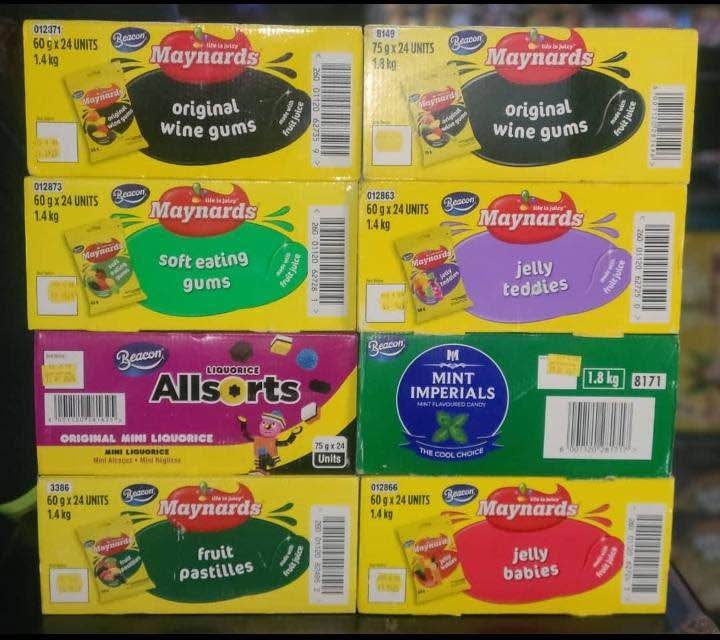 012371
60 g x 24 UNITS
1.4 kg
Beacon
life is juicy
Maynards
original
wine gums
made with
fruit juice
8149
75 g x 24 UNITS
1.8 kg
Beacon
life is juicy
Maynards
original
wine gums
made with
fruit juice
012873
60 g x 24 UNITS
1.4 kg
Beacon
life is juicy
Maynards
soft eating
gums
made with
fruit juice
012863
60 g x 24 UNITS
1.4 kg
Beacon
life is juicy
Maynards
jelly
teddies
made with
fruit juice
Beacon
LIQUORICE
Allsorts
ORIGINAL MINI LIQUORICE
MINI LIQUORICE
Mini Alcaçuz • Mini Réglisse
75 g x 24
Units
Beacon
M
MINT
IMPERIALS
MINT FLAVOURED CANDY
THE COOL CHOICE
1.8 kg
8171
3386
60 g x 24 UNITS
1.4 kg
Beacon
life is juicy
Maynards
fruit
pastilles
made with
fruit juice
012866
60 g x 24 UNITS
1.4 kg
Beacon
life is juicy
Maynards
jelly
babies
made with
fruit juice